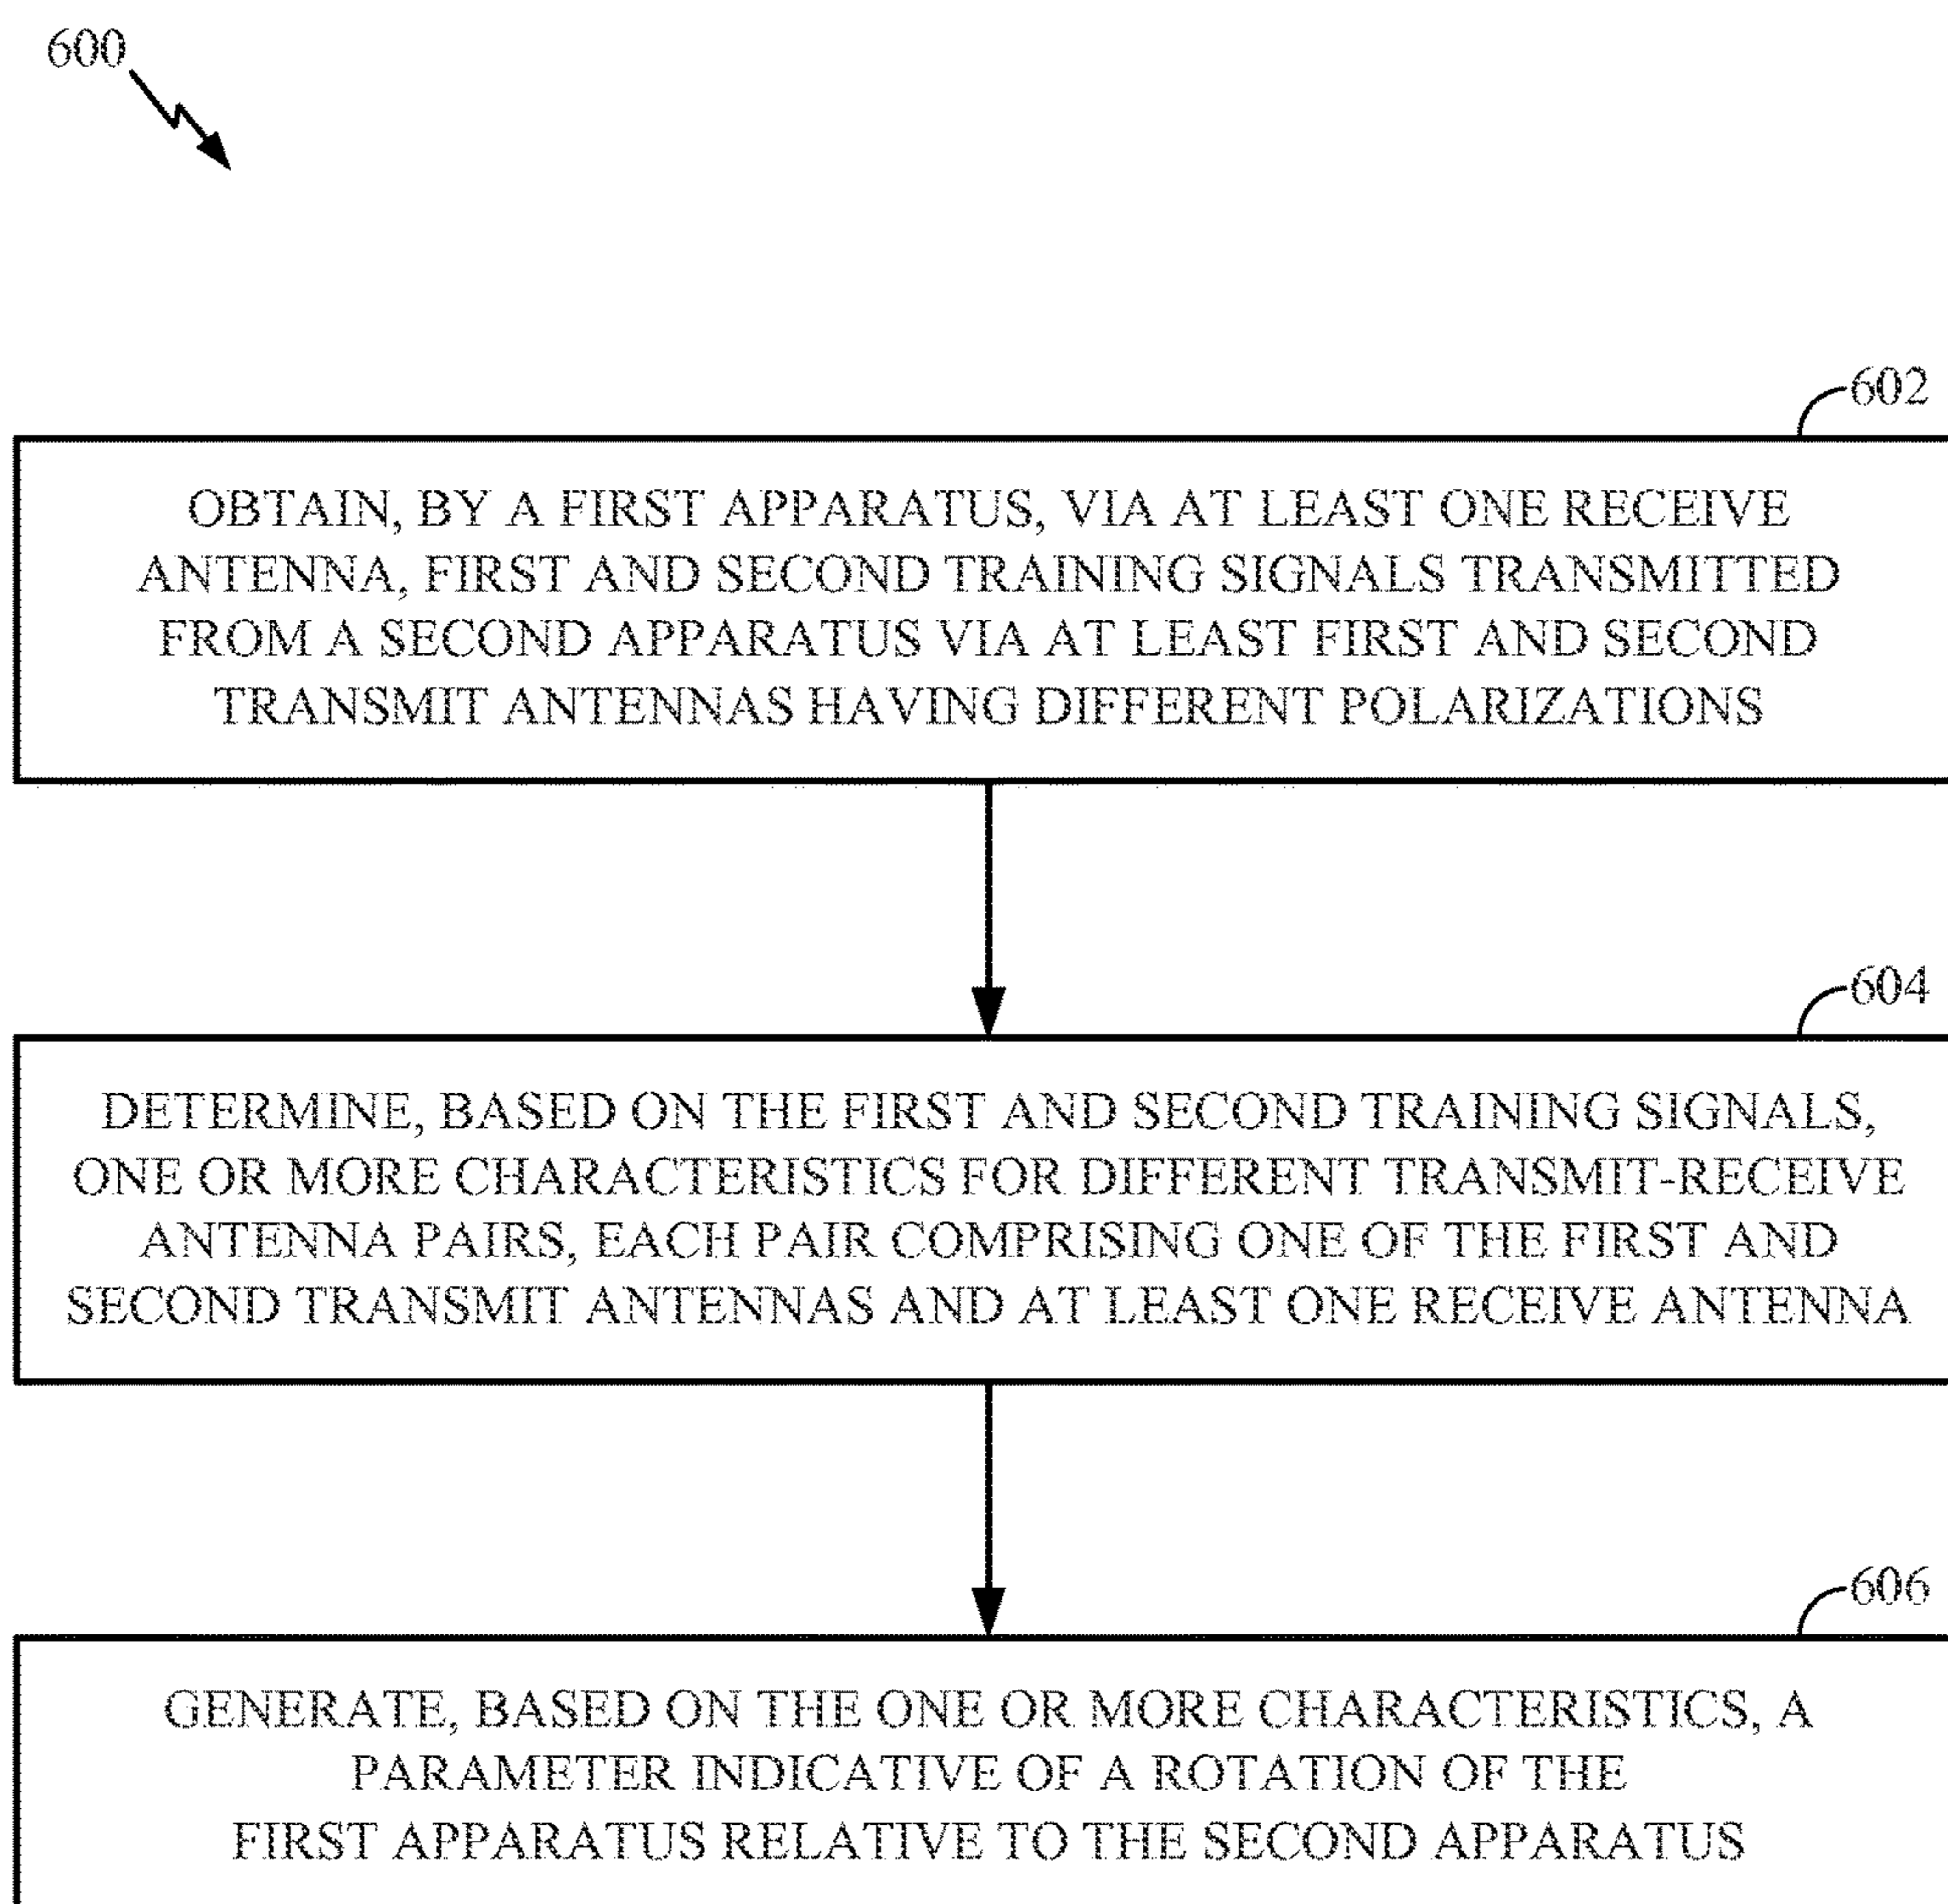 600
602
OBTAIN, BY A FIRST APPARATUS, VIA AT LEAST ONE RECEIVE
ANTENNA, FIRST AND SECOND TRAINING SIGNALS TRANSMITTED
FROM A SECOND APPARATUS VIA AT LEAST FIRST AND SECOND
TRANSMIT ANTENNAS HAVING DIFFERENT POLARIZATIONS
604
DETERMINE, BASED ON THE FIRST AND SECOND TRAINING SIGNALS,
ONE OR MORE CHARACTERISTICS FOR DIFFERENT TRANSMIT-RECEIVE
ANTENNA PAIRS, EACH PAIR COMPRISING ONE OF THE FIRST AND
SECOND TRANSMIT ANTENNAS AND AT LEAST ONE RECEIVE ANTENNA
606
GENERATE, BASED ON THE ONE OR MORE CHARACTERISTICS, A
PARAMETER INDICATIVE OF A ROTATION OF THE
FIRST APPARATUS RELATIVE TO THE SECOND APPARATUS